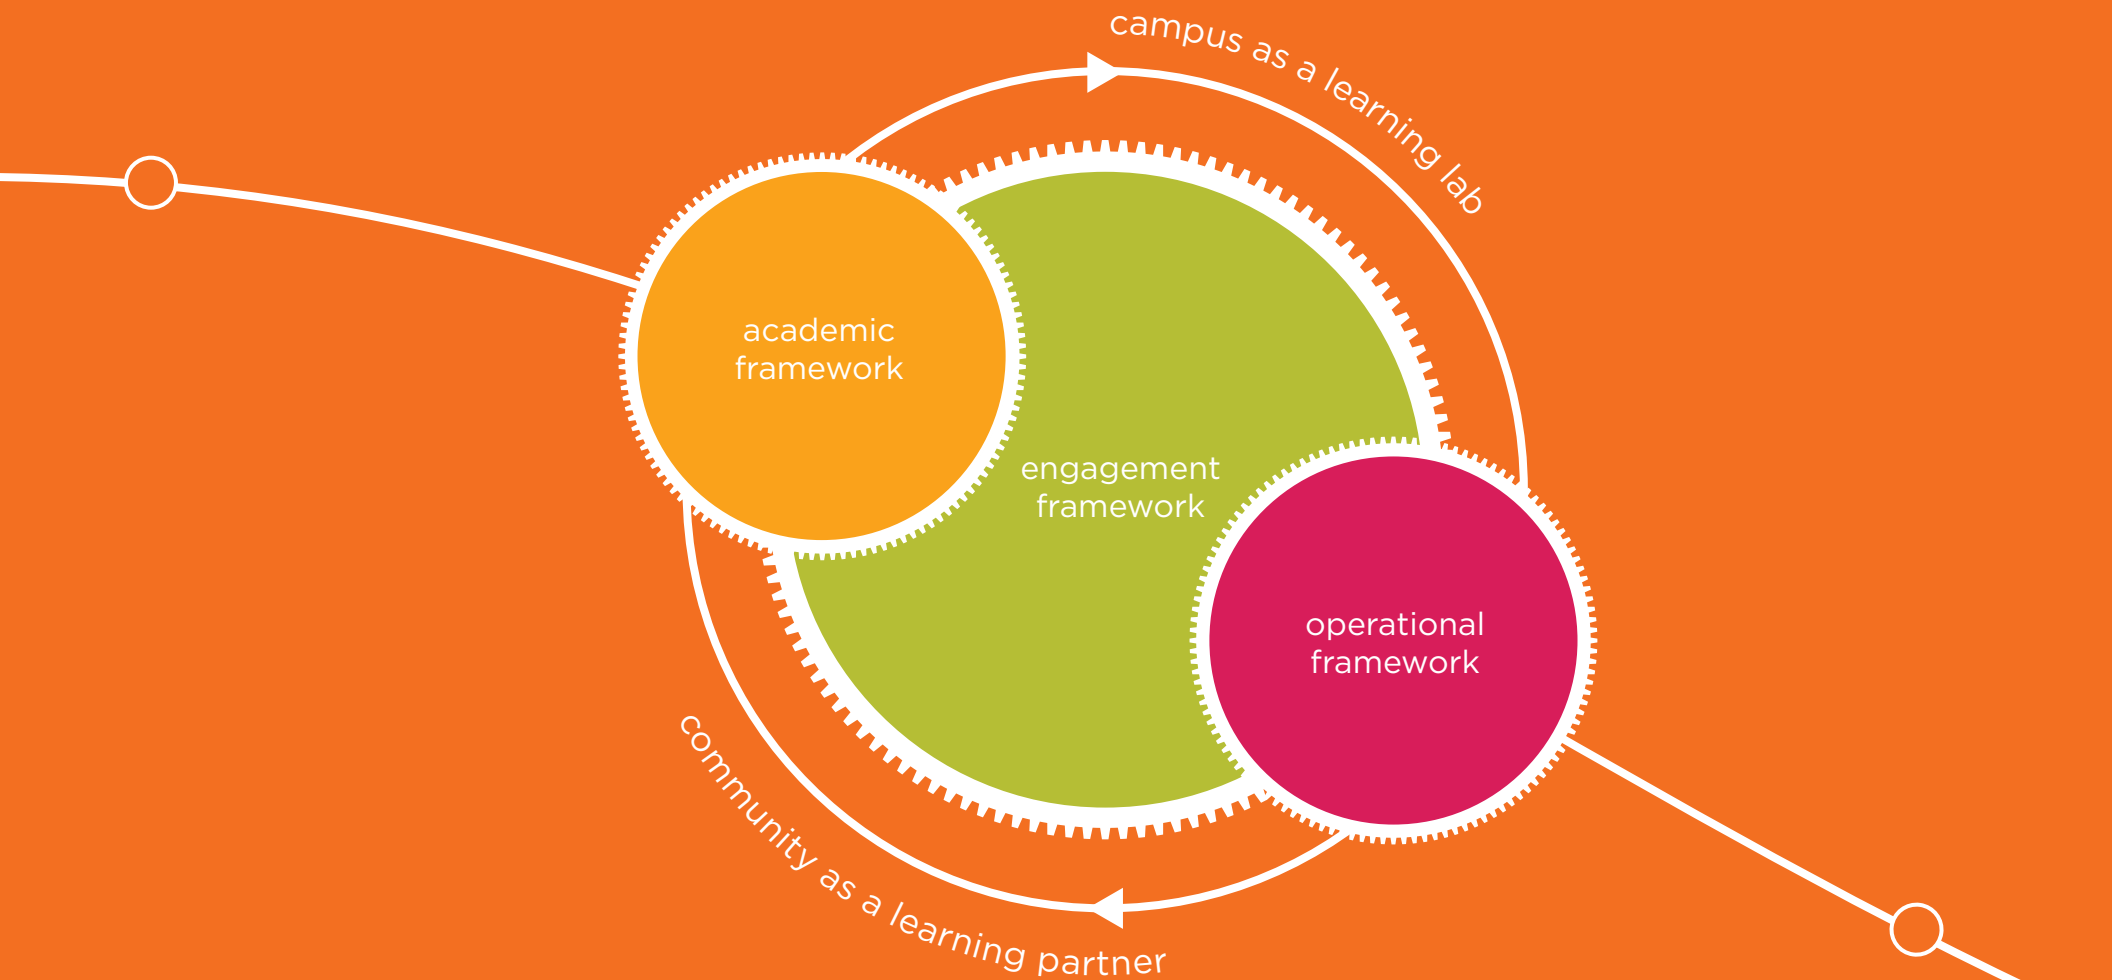 campus as a learning lab
academic
framework
engagement
framework
operational
framework
community as a learning partner